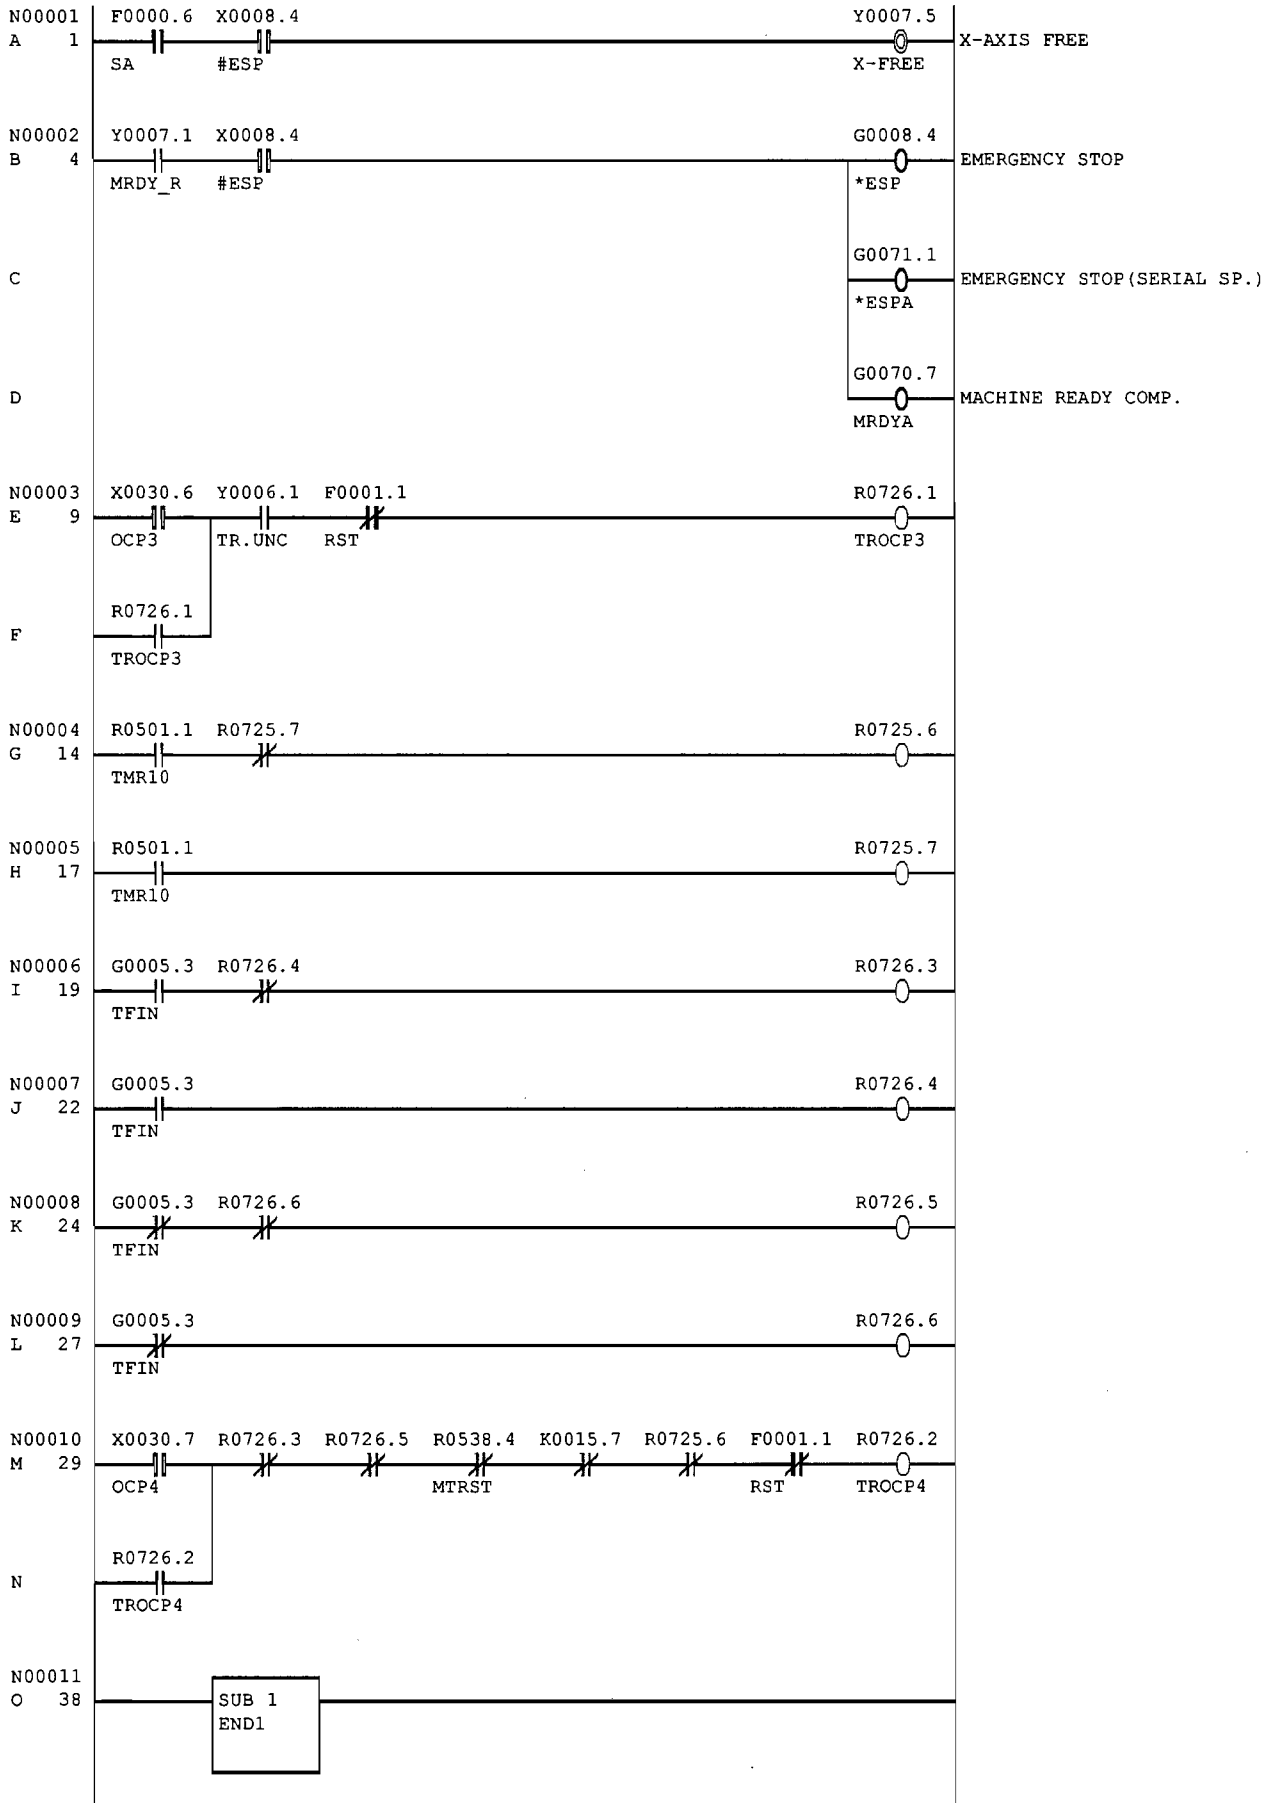 N00001 F0000.6 X0008.4 Y0007.5
A 1 X-AXIS FREE
SA #ESP X-FREE
N00002 Y0007.1 X0008.4 G0008.4
B 4 EMERGENCY STOP
MRDY_R #ESP *ESP
G0071.1
C EMERGENCY STOP(SERIAL SP.)
*ESPA
G0070.7
D MACHINE READY COMP.
MRDYA
N00003 X0030.6 Y0006.1 F0001.1 R0726.1
E 9
OCP3 TR.UNC RST TROCP3
R0726.1
F
TROCP3
N00004 R0501.1 R0725.7 R0725.6
G 14
TMR10
N00005 R0501.1 R0725.7
H 17
TMR10
N00006 G0005.3 R0726.4 R0726.3
I 19
TFIN
N00007 G0005.3 R0726.4
J 22
TFIN
N00008 G0005.3 R0726.6 R0726.5
K 24
TFIN
N00009 G0005.3 R0726.6
L 27
TFIN
N00010 X0030.7 R0726.3 R0726.5 R0538.4 K0015.7 R0725.6 F0001.1 R0726.2
M 29
OCP4 MTRST RST TROCP4
R0726.2
N
TROCP4
N00011
O 38 SUB 1
END1